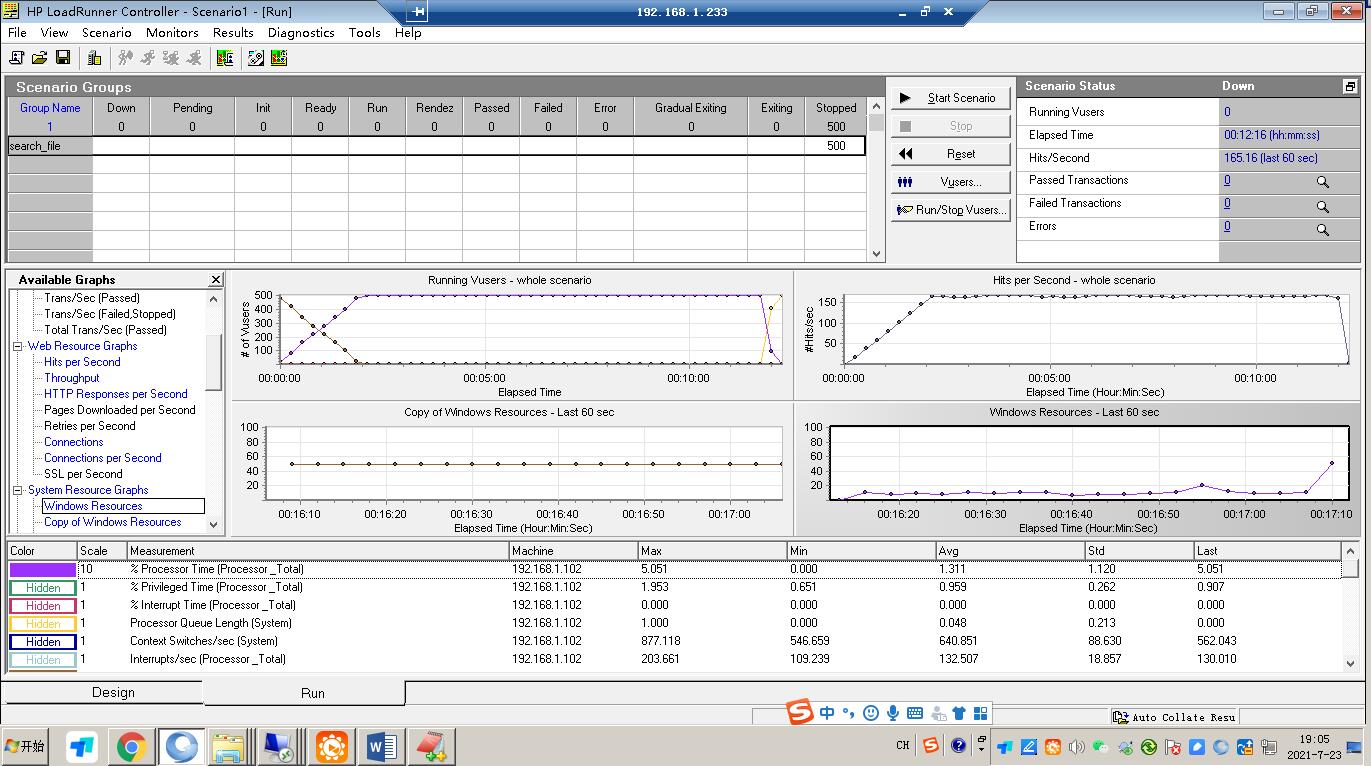 HP LoadRunner Controller - Scenario1 - [Run]
192.168.1.233
File View Scenario Monitors Results Diagnostics Tools Help
Scenario Groups
Group Name Down Pending Init Ready Run Rendez Passed Failed Error Gradual Exiting Exiting Stopped
1 0 0 0 0 0 0 0 0 0 0 0 500
search_file 500
Start Scenario
Stop
Reset
Vusers...
Run/Stop Vusers...
Scenario Status Down
Running Vusers 0
Elapsed Time 00:12:16 (hh:mm:ss)
Hits/Second 165.16 (last 60 sec)
Passed Transactions 0
Failed Transactions 0
Errors 0
Available Graphs
Trans/Sec (Passed)
Trans/Sec (Failed,Stopped)
Total Trans/Sec (Passed)
Web Resource Graphs
Hits per Second
Throughput
HTTP Responses per Second
Pages Downloaded per Second
Retries per Second
Connections
Connections per Second
SSL per Second
System Resource Graphs
Windows Resources
Copy of Windows Resources
Running Vusers - whole scenario
# of Vusers
500
400
300
200
100
00:00:00 00:05:00 00:10:00
Elapsed Time
Hits per Second - whole scenario
#Hits/sec
150
100
50
00:00:00 00:05:00 00:10:00
Elapsed Time (Hour:Min:Sec)
Copy of Windows Resources - Last 60 sec
100
80
60
40
20
00:16:10 00:16:20 00:16:30 00:16:40 00:16:50 00:17:00
Elapsed Time (Hour:Min:Sec)
Windows Resources - Last 60 sec
100
80
60
40
20
00:16:20 00:16:30 00:16:40 00:16:50 00:17:00 00:17:10
Elapsed Time (Hour:Min:Sec)
Color Scale Measurement Machine Max Min Avg Std Last
10 % Processor Time (Processor _Total) 192.168.1.102 5.051 0.000 1.311 1.120 5.051
Hidden 1 % Privileged Time (Processor _Total) 192.168.1.102 1.953 0.651 0.959 0.262 0.907
Hidden 1 % Interrupt Time (Processor _Total) 192.168.1.102 0.000 0.000 0.000 0.000 0.000
Hidden 1 Processor Queue Length (System) 192.168.1.102 1.000 0.000 0.048 0.213 0.000
Hidden 1 Context Switches/sec (System) 192.168.1.102 877.118 546.659 640.851 88.630 562.043
Hidden 1 Interrupts/sec (Processor _Total) 192.168.1.102 203.661 109.239 132.507 18.857 130.010
Design Run
S 中
Auto Collate Resu
开始
W
CH S
19:05
2021-7-23